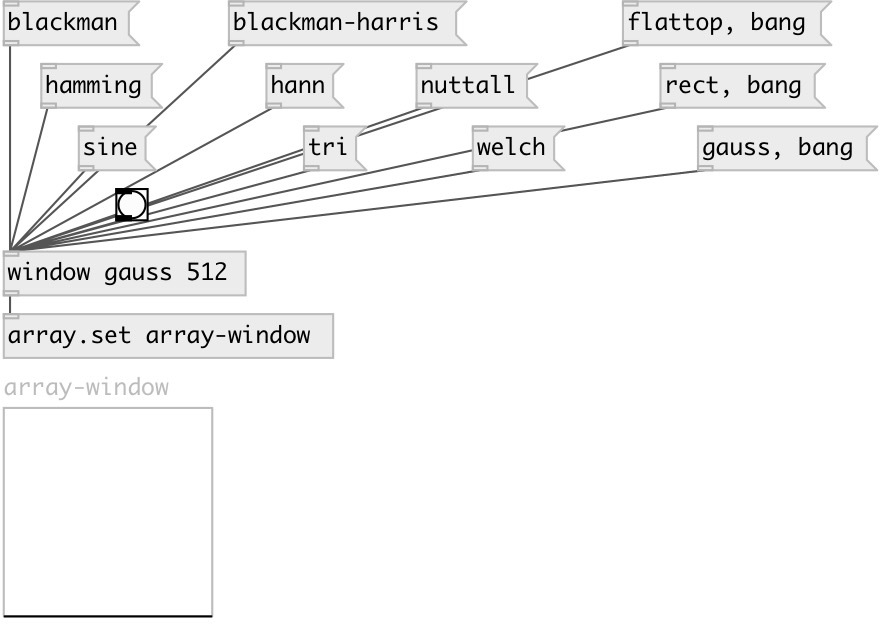 blackman
blackman-harris
flattop, bang
hamming
hann
nuttall
rect, bang
sine
tri
welch
gauss, bang
window gauss 512
array.set array-window
array-window